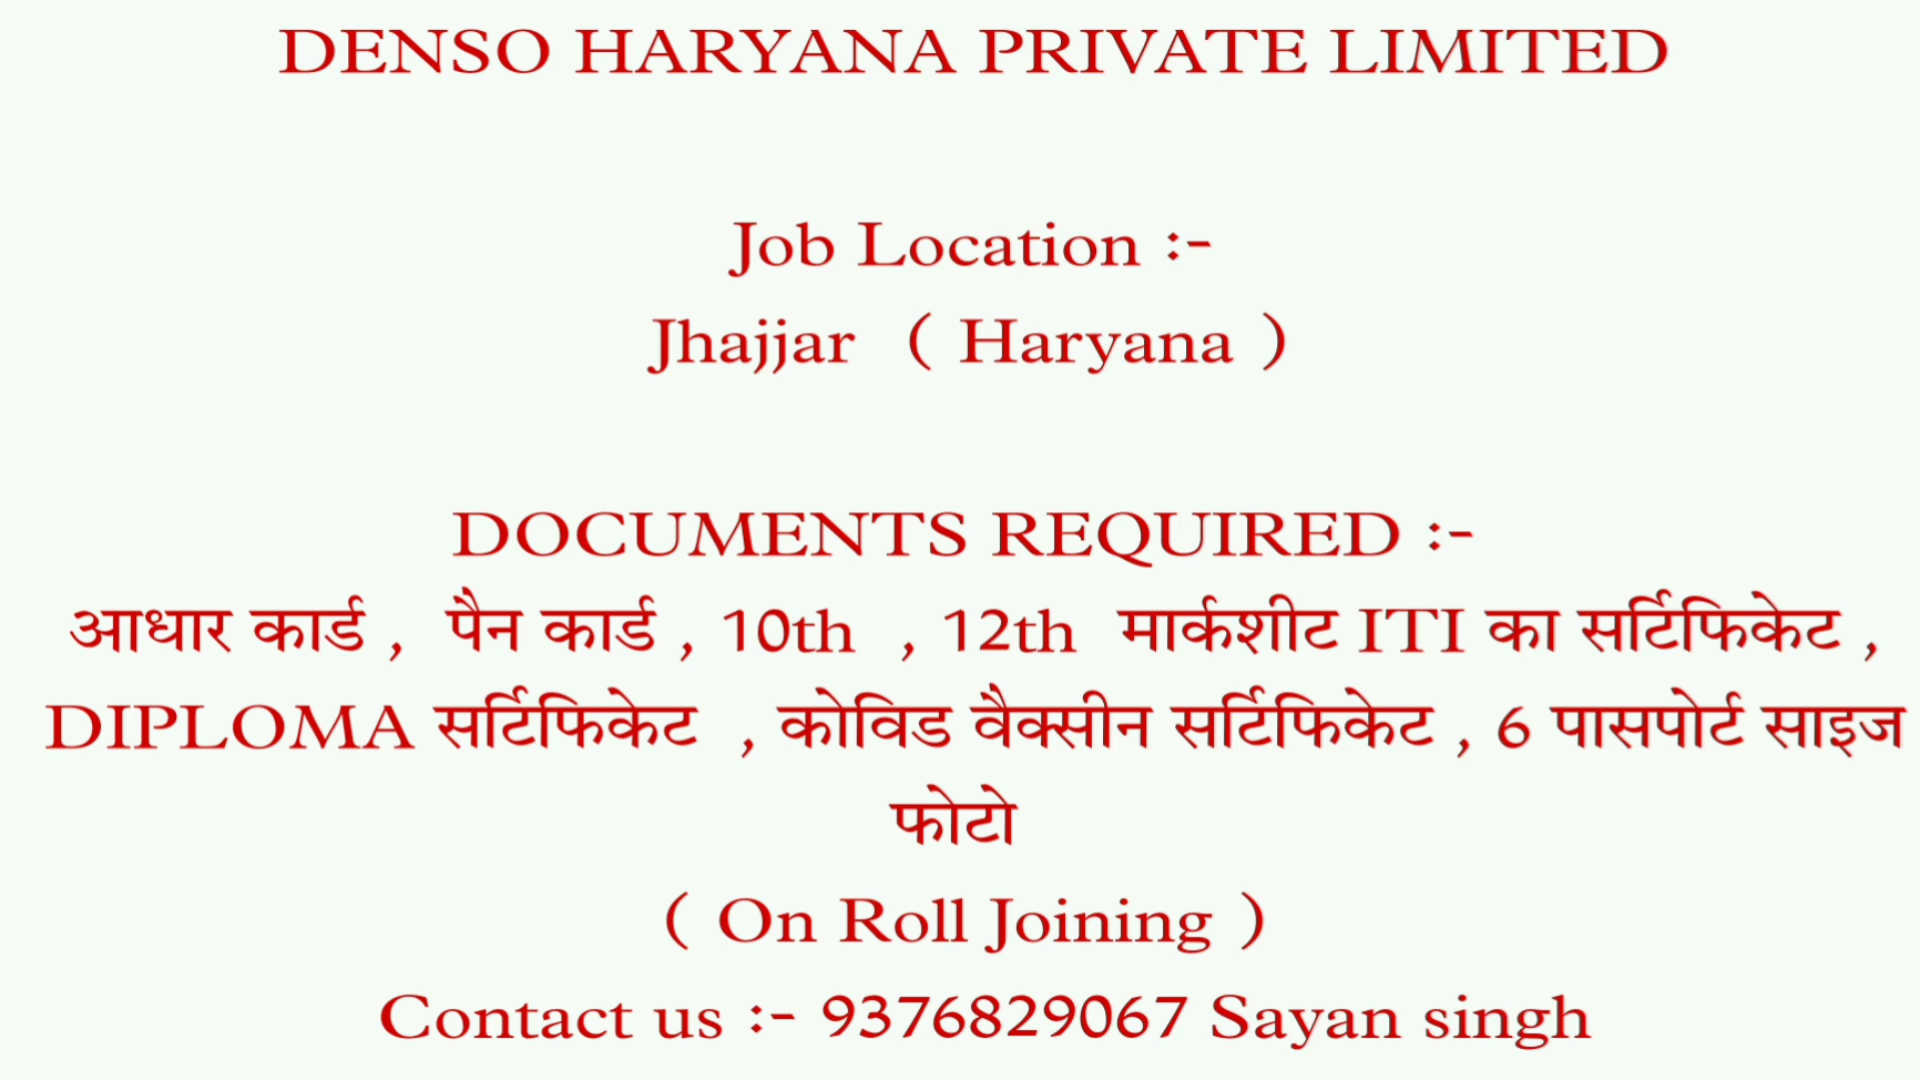 DENSO HARYANA PRIVATE LIMITED
Job Location :-
Jhajjar ( Haryana )
DOCUMENTS REQUIRED :-
आधार कार्ड , पैन कार्ड , 10th , 12th मार्कशीट ITI का सर्टिफिकेट ,
DIPLOMA सर्टिफिकेट , कोविड वैक्सीन सर्टिफिकेट , 6 पासपोर्ट साइज
फोटो
( On Roll Joining )
Contact us :- 9376829067 Sayan singh